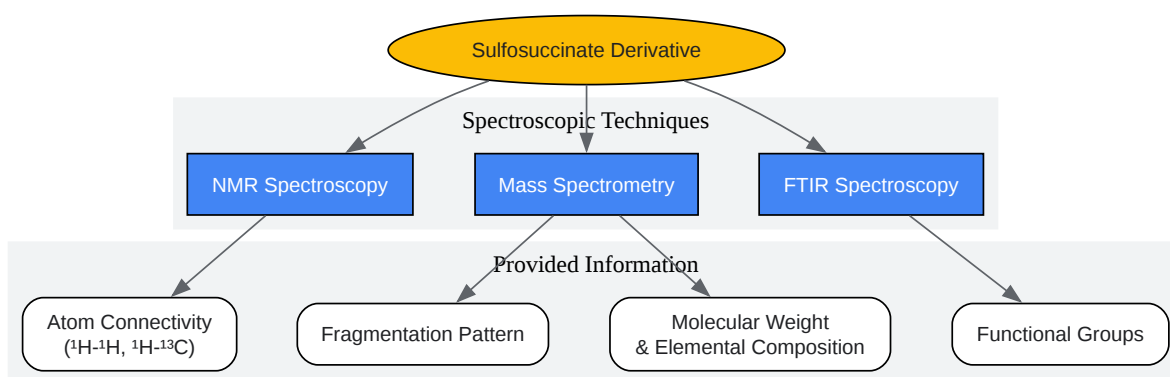 Sulfosuccinate Derivative
Spectroscopic Techniques
NMR Spectroscopy
Mass Spectrometry
FTIR Spectroscopy
Provided Information
Atom Connectivity
(¹H-¹H, ¹H-¹³C)
Fragmentation Pattern
Molecular Weight
& Elemental Composition
Functional Groups